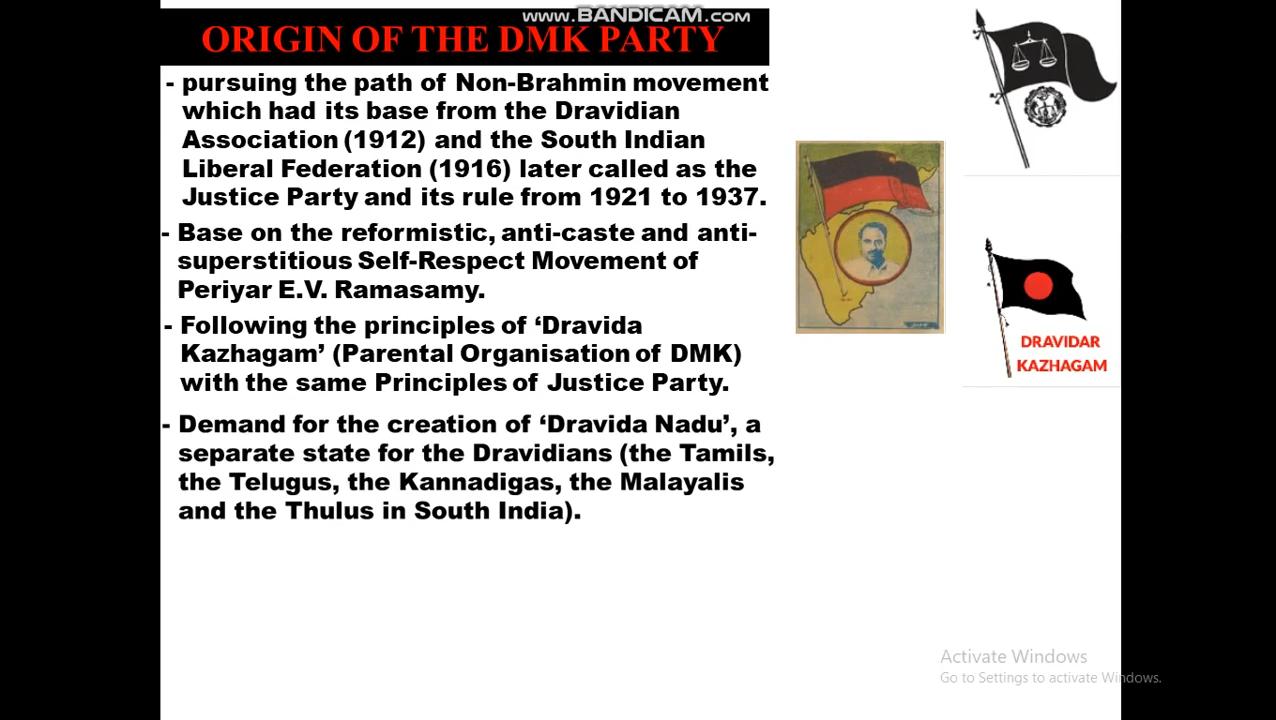 www.BANDICAM.com
ORIGIN OF THE DMK PARTY
- pursuing the path of Non-Brahmin movement
which had its base from the Dravidian
Association (1912) and the South Indian
Liberal Federation (1916) later called as the
Justice Party and its rule from 1921 to 1937.
- Base on the reformistic, anti-caste and anti-
superstitious Self-Respect Movement of
Periyar E.V. Ramasamy.
- Following the principles of ‘Dravida
Kazhagam’ (Parental Organisation of DMK)
with the same Principles of Justice Party.
- Demand for the creation of ‘Dravida Nadu’, a
separate state for the Dravidians (the Tamils,
the Telugus, the Kannadigas, the Malayalis
and the Thulus in South India).
DRAVIDAR
KAZHAGAM
Activate Windows
Go to Settings to activate Windows.